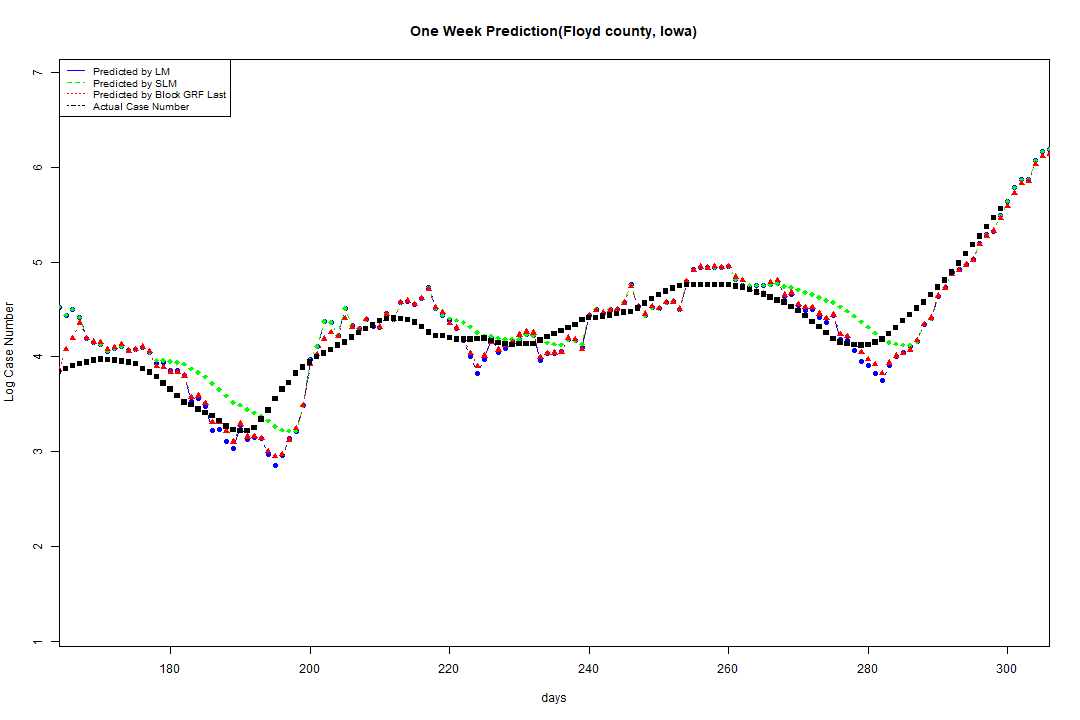 One Week Prediction(Floyd county, Iowa)
Predicted by LM
Predicted by SLM
Predicted by Block GRF Last
Actual Case Number
Log Case Number
7
6
5
4
3
2
1
180 200 220 240 260 280 300
days